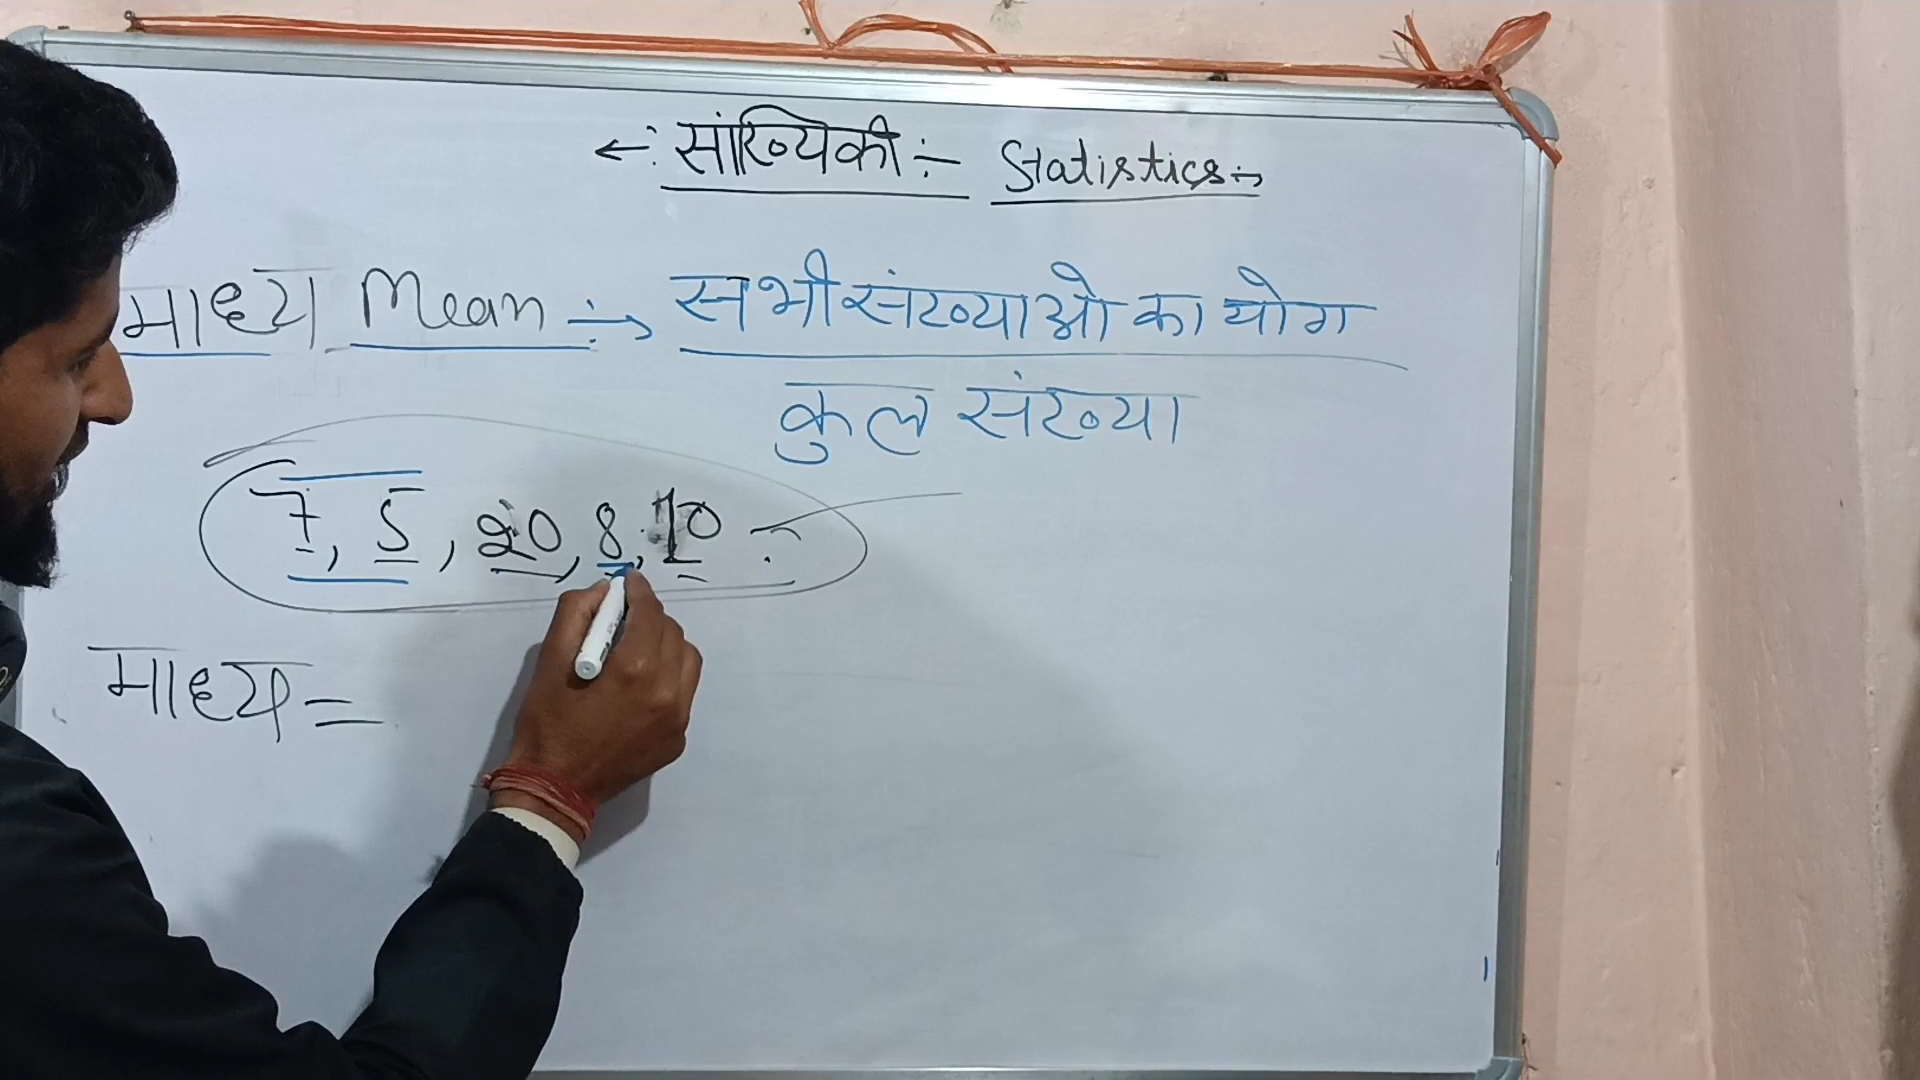 ←: सांख्यिकी :- Statistics :→
माध्य Mean :→ सभी संख्याओ का योग
कुल संख्या
7, 5, 20, 8, 10 :
माध्य =